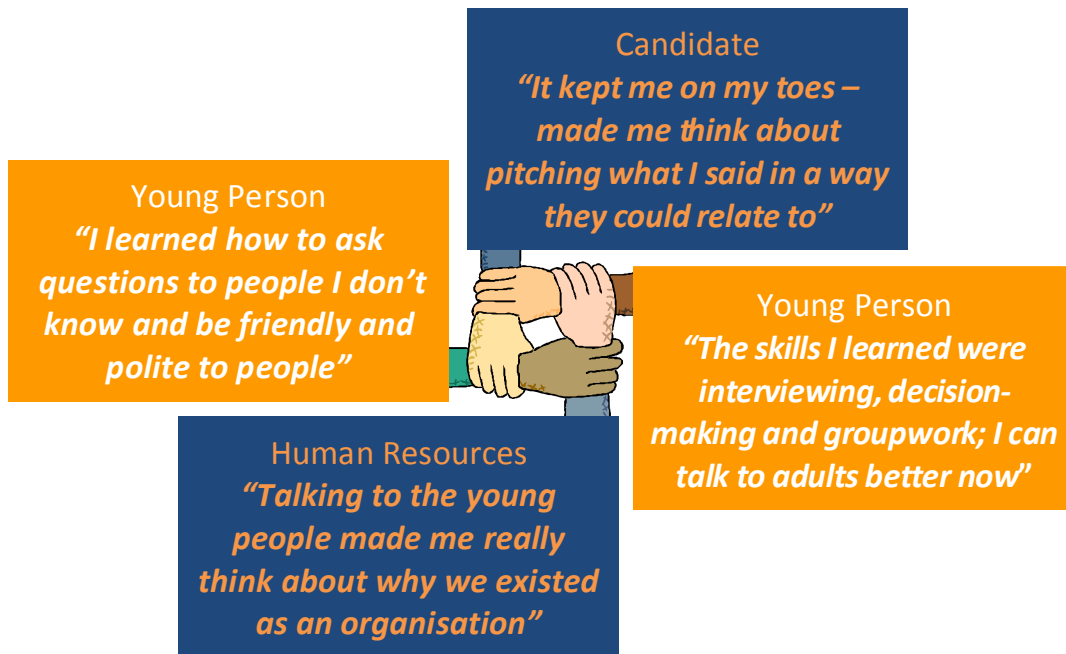 Candidate
“It kept me on my toes –
made me think about
pitching what I said in a way
they could relate to”
Young Person
“I learned how to ask
questions to people I don’t
know and be friendly and
polite to people”
Young Person
“The skills I learned were
interviewing, decision-
making and groupwork; I can
talk to adults better now”
Human Resources
“Talking to the young
people made me really
think about why we existed
as an organisation”